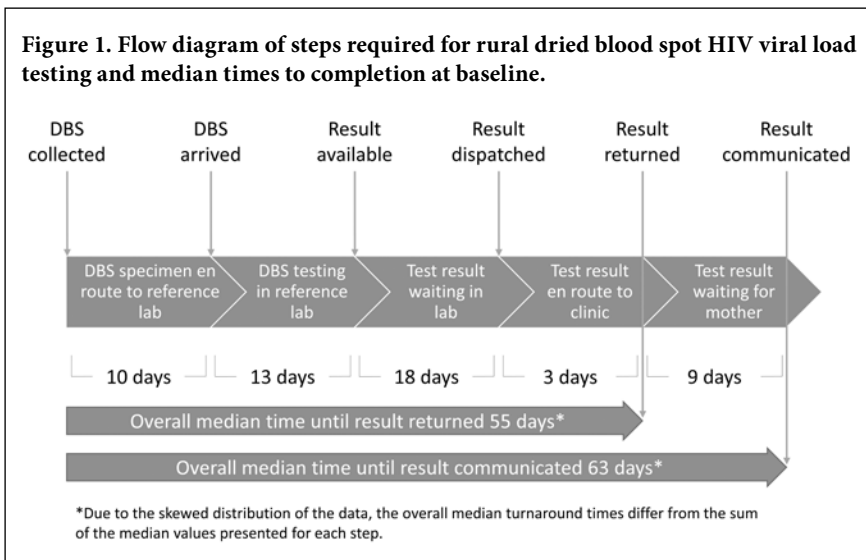 Figure 1. Flow diagram of steps required for rural dried blood spot HIV viral load
testing and median times to completion at baseline.
DBS
collected
DBS
arrived
Result
available
Result
dispatched
Result
returned
Result
communicated
DBS specimen en
route to reference
lab
DBS testing
in reference
lab
Test result
waiting in
lab
Test result
en route to
clinic
Test result
waiting for
mother
10 days
13 days
18 days
3 days
9 days
Overall median time until result returned 55 days*
Overall median time until result communicated 63 days*
*Due to the skewed distribution of the data, the overall median turnaround times differ from the sum
of the median values presented for each step.